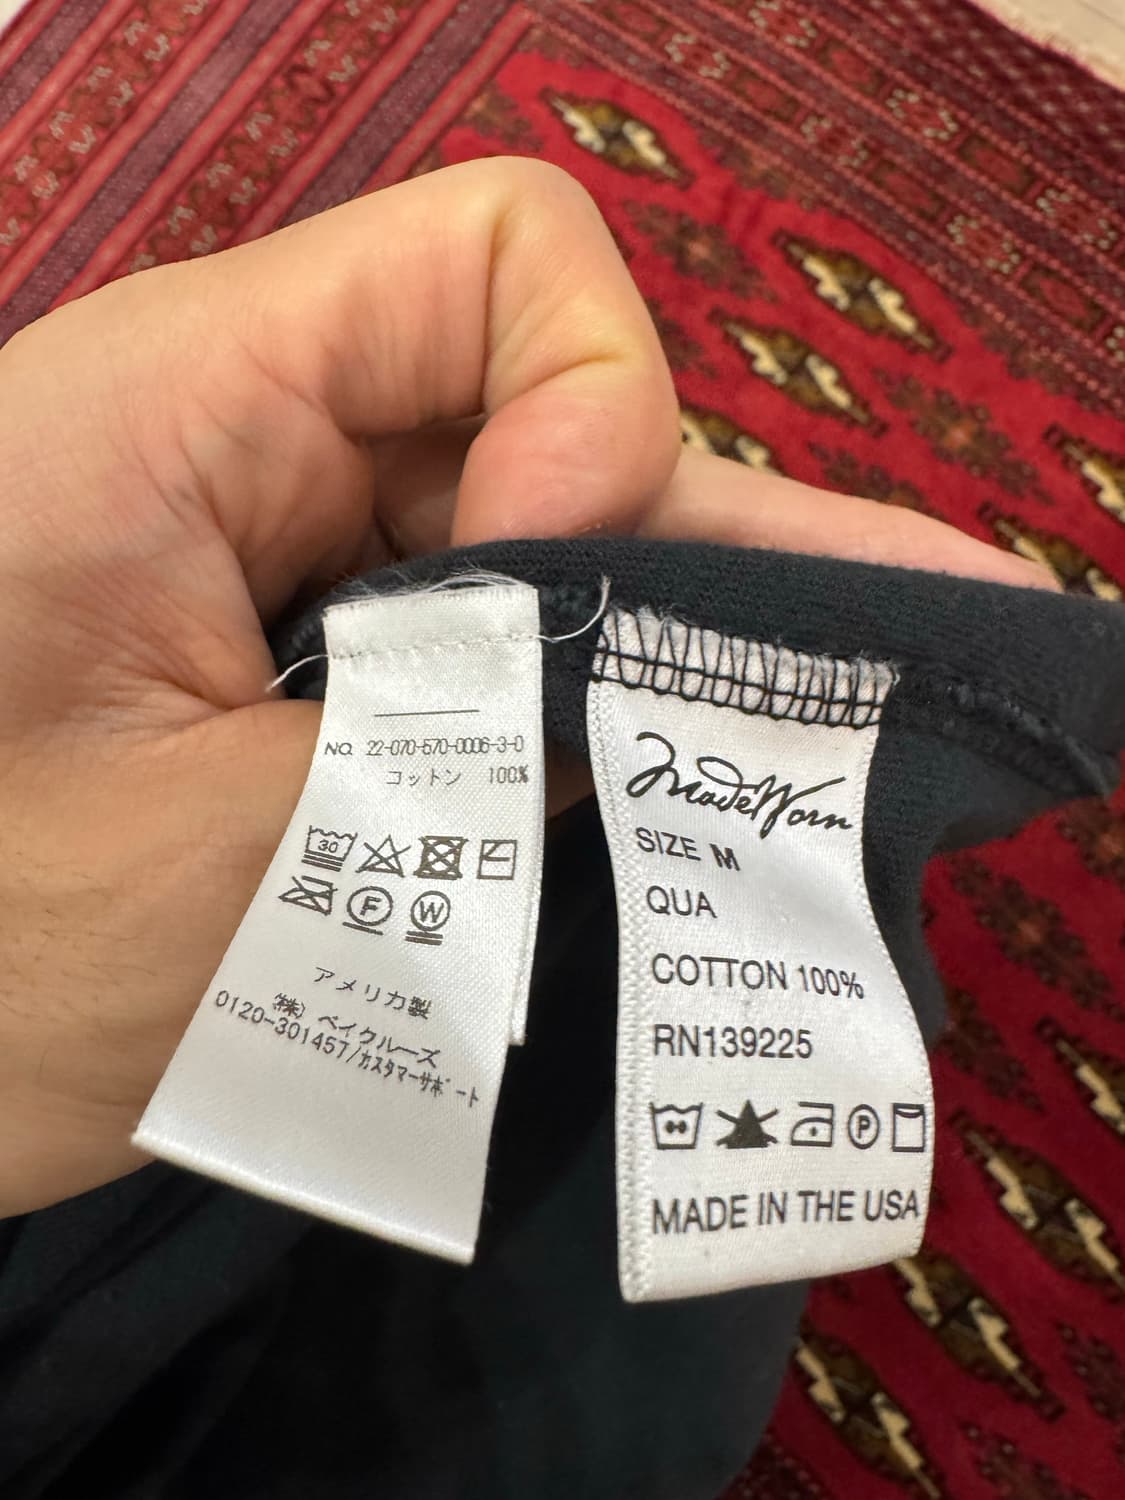 NO. 22-070-570-0006-3-0
コットン 100%
30
F W
アメリカ製
(株) ベイクルーズ
0120-301457/カスタマーサポート
MadeWorn
SIZE M
QUA
COTTON 100%
RN139225
P
MADE IN THE USA